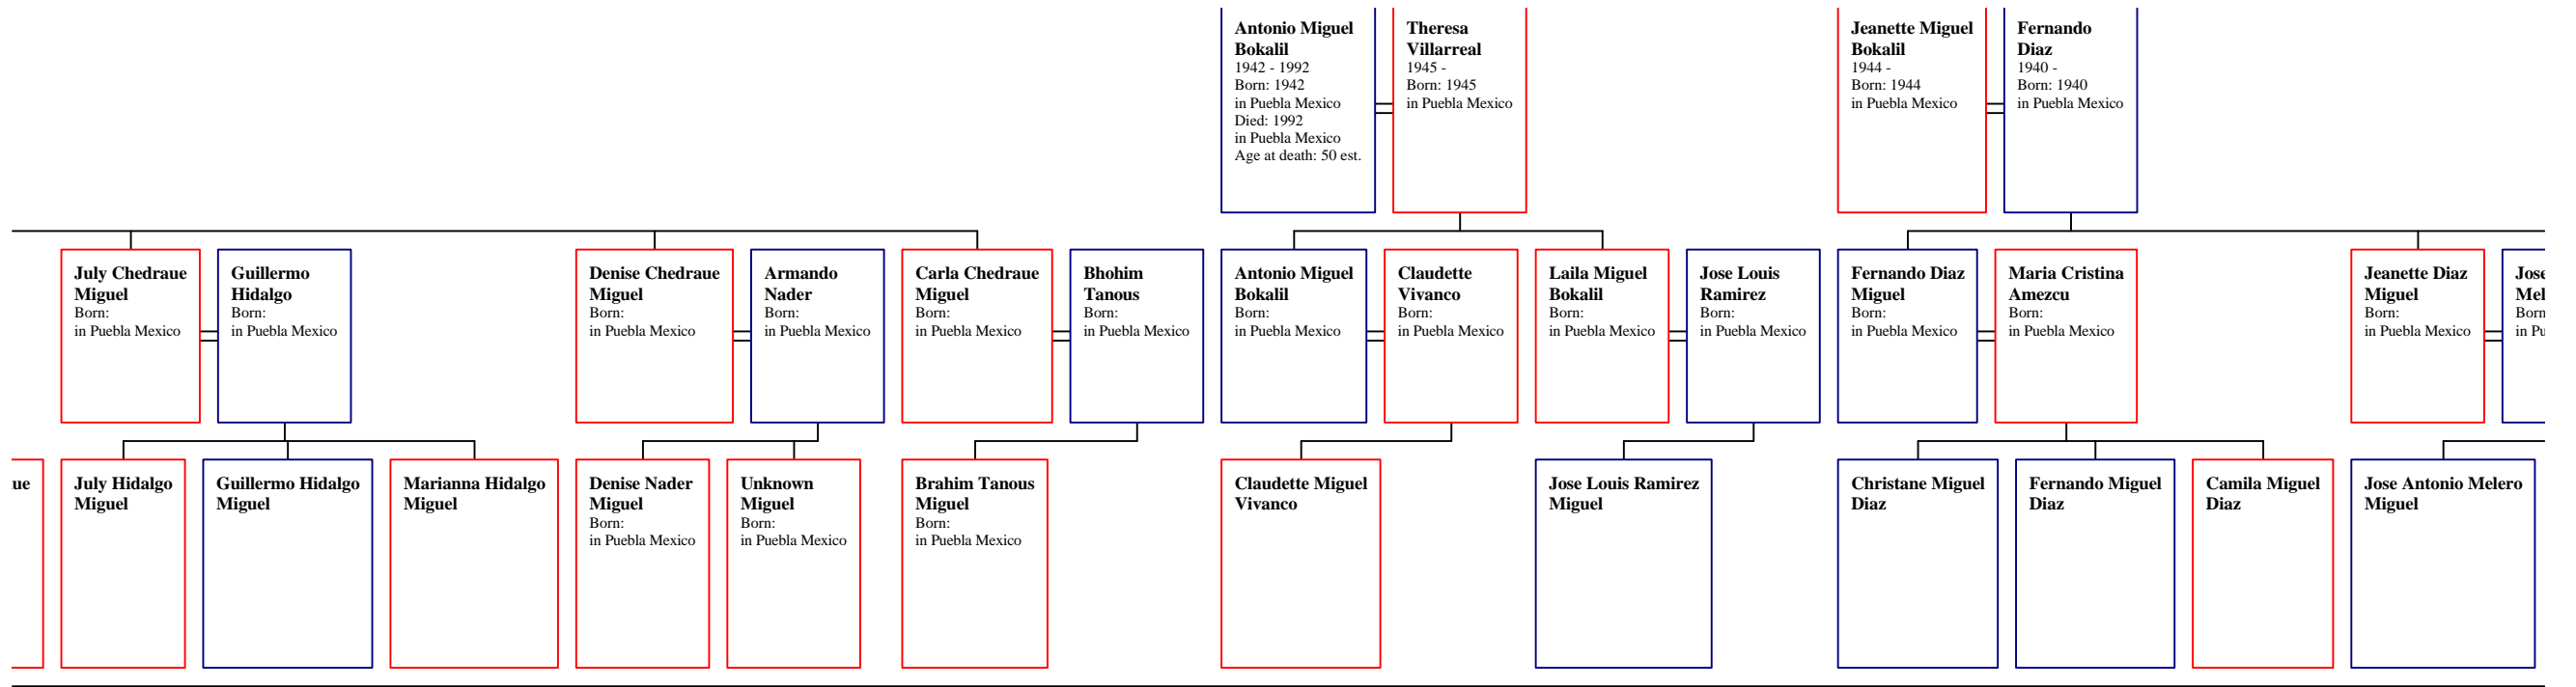 Antonio Miguel
Bokalil
1942 - 1992
Born: 1942
in Puebla Mexico
Died: 1992
in Puebla Mexico
Age at death: 50 est.
Theresa
Villarreal
1945 -
Born: 1945
in Puebla Mexico
Jeanette Miguel
Bokalil
1944 -
Born: 1944
in Puebla Mexico
Fernando
Diaz
1940 -
Born: 1940
in Puebla Mexico
July Chedraue
Miguel
Born:
in Puebla Mexico
Guillermo
Hidalgo
Born:
in Puebla Mexico
Denise Chedraue
Miguel
Born:
in Puebla Mexico
Armando
Nader
Born:
in Puebla Mexico
Carla Chedraue
Miguel
Born:
in Puebla Mexico
Bhohim
Tanous
Born:
in Puebla Mexico
Antonio Miguel
Bokalil
Born:
in Puebla Mexico
Claudette
Vivanco
Born:
in Puebla Mexico
Laila Miguel
Bokalil
Born:
in Puebla Mexico
Jose Louis
Ramirez
Born:
in Puebla Mexico
Fernando Diaz
Miguel
Born:
in Puebla Mexico
Maria Cristina
Amezcu
Born:
in Puebla Mexico
Jeanette Diaz
Miguel
Born:
in Puebla Mexico
Jose
Mel
Born
in Pu
ue
July Hidalgo
Miguel
Guillermo Hidalgo
Miguel
Marianna Hidalgo
Miguel
Denise Nader
Miguel
Born:
in Puebla Mexico
Unknown
Miguel
Born:
in Puebla Mexico
Brahim Tanous
Miguel
Born:
in Puebla Mexico
Claudette Miguel
Vivanco
Jose Louis Ramirez
Miguel
Christane Miguel
Diaz
Fernando Miguel
Diaz
Camila Miguel
Diaz
Jose Antonio Melero
Miguel